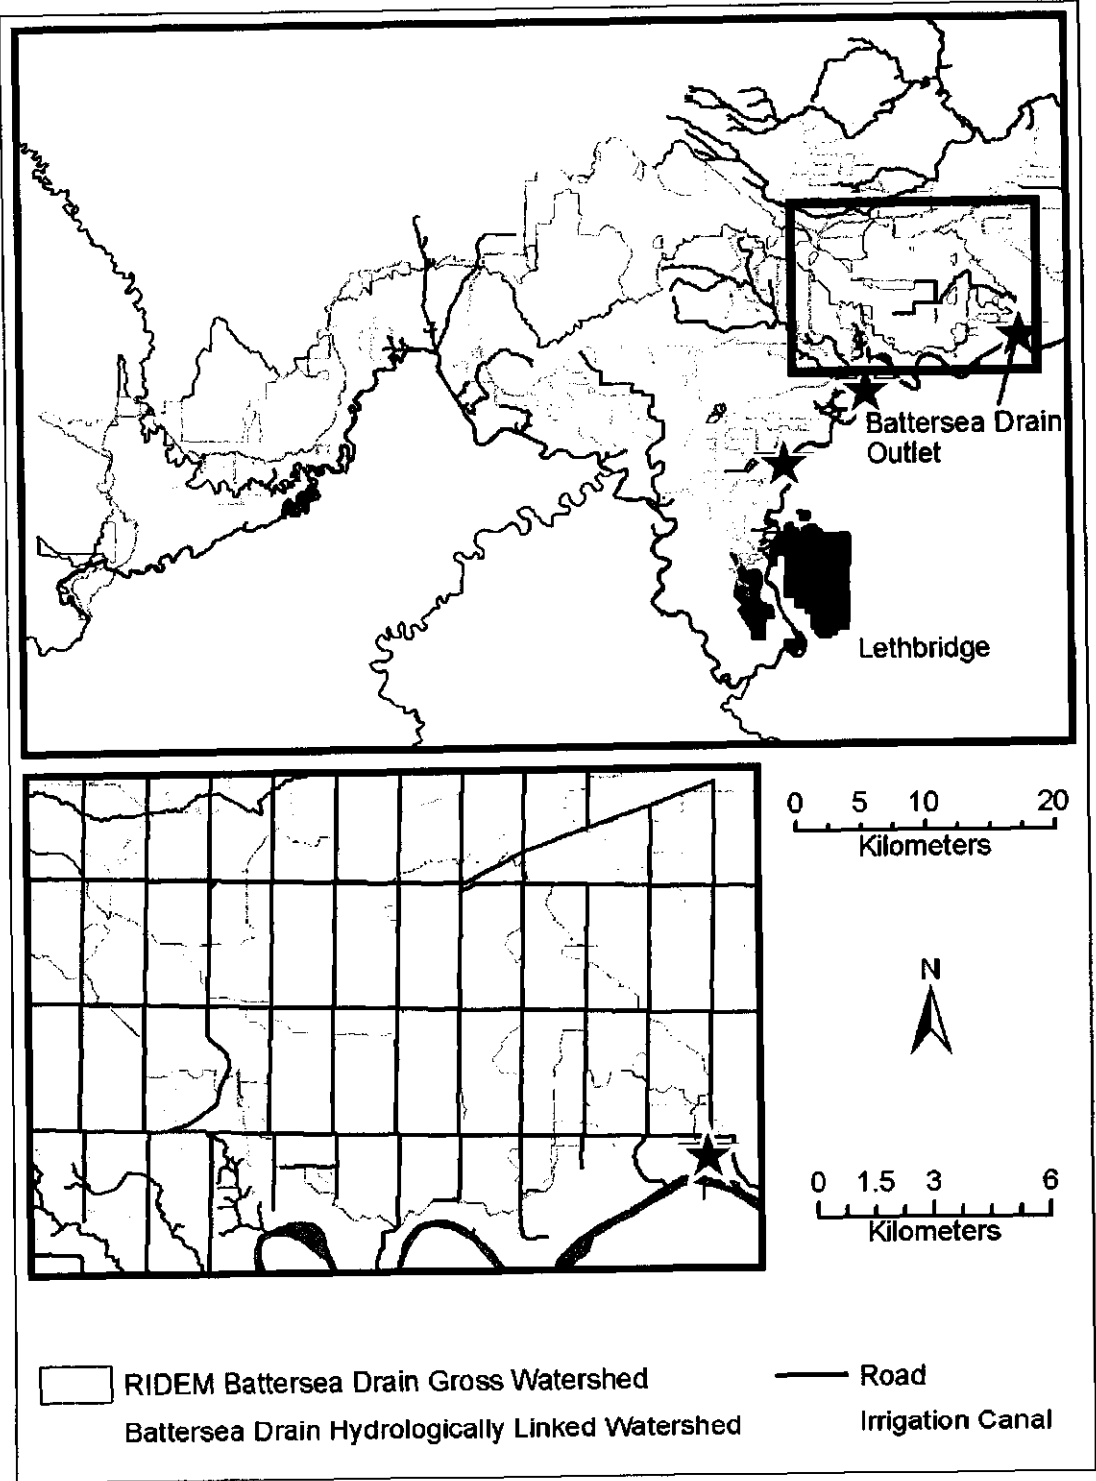 Battersea Drain
Outlet
Lethbridge
0 5 10 20
Kilometers
N
0 1.5 3 6
Kilometers
RIDEM Battersea Drain Gross Watershed
Road
Battersea Drain Hydrologically Linked Watershed
Irrigation Canal